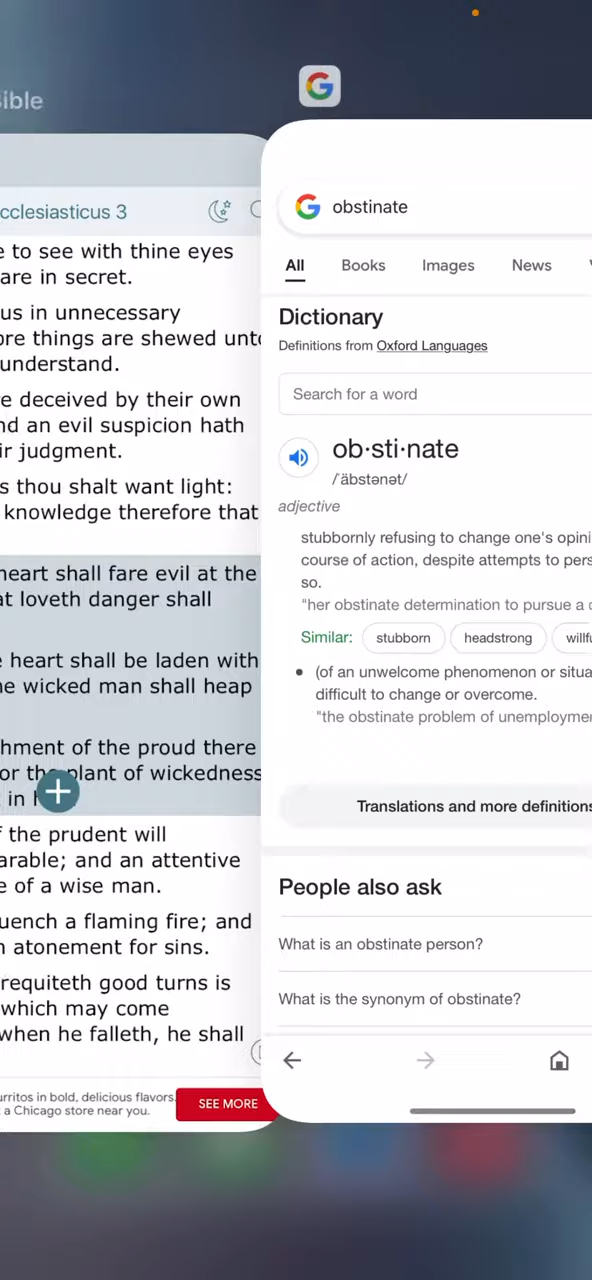 ible
cclesiasticus 3
e to see with thine eyes
are in secret.
us in unnecessary
ore things are shewed unto
understand.
e deceived by their own
nd an evil suspicion hath
ir judgment.
s thou shalt want light:
knowledge therefore that
heart shall fare evil at the
at loveth danger shall
e heart shall be laden with
he wicked man shall heap
hment of the proud there
or the plant of wickedness
in h
f the prudent will
arable; and an attentive
e of a wise man.
uench a flaming fire; and
n atonement for sins.
requiteth good turns is
which may come
when he falleth, he shall
urritos in bold, delicious flavors.
a Chicago store near you.
SEE MORE
obstinate
All Books Images News
Dictionary
Definitions from Oxford Languages
Search for a word
ob·sti·nate
/ˈäbstənət/
adjective
stubbornly refusing to change one's opini
course of action, despite attempts to pers
so.
"her obstinate determination to pursue a c
Similar: stubborn headstrong willfu
• (of an unwelcome phenomenon or situa
difficult to change or overcome.
"the obstinate problem of unemployme
Translations and more definitions
People also ask
What is an obstinate person?
What is the synonym of obstinate?